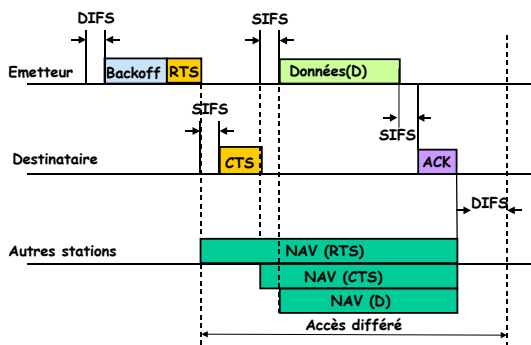 DIFS
SIFS
Emetteur
Backoff
RTS
Données(D)
SIFS
SIFS
Destinataire
CTS
ACK
DIFS
Autres stations
NAV (RTS)
NAV (CTS)
NAV (D)
Accès différé